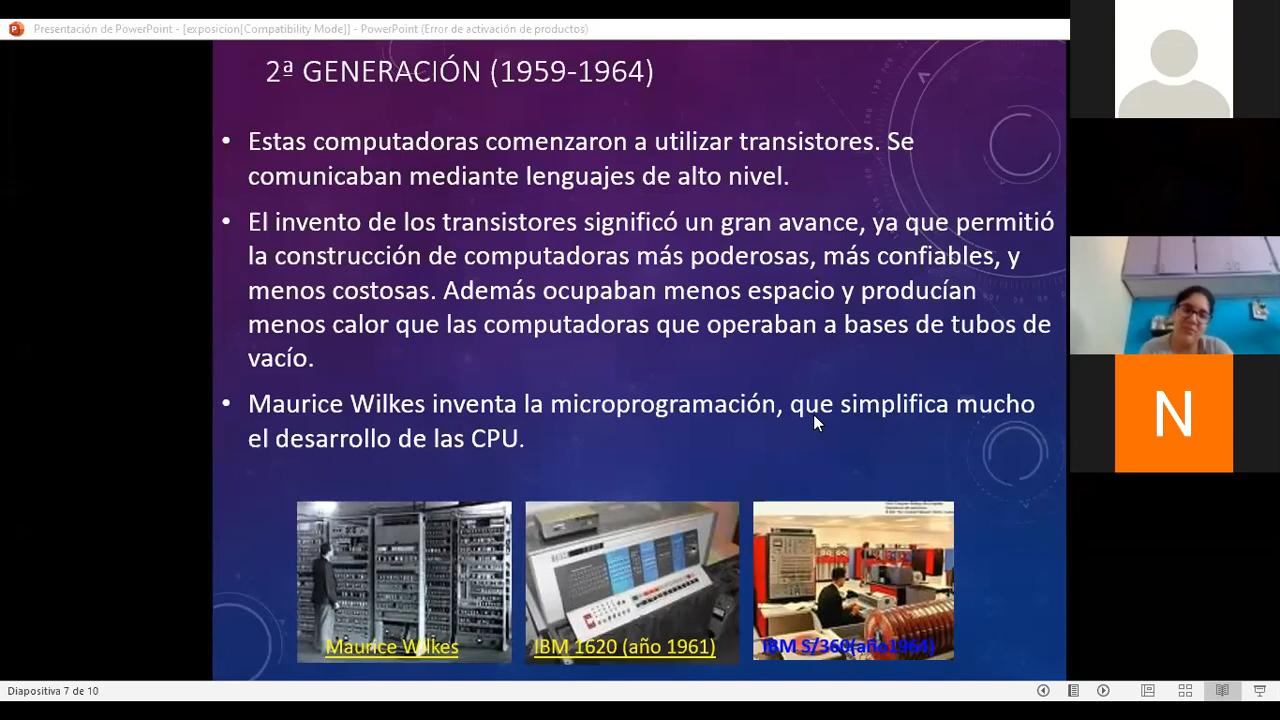 Presentación de PowerPoint - [exposicion[Compatibility Mode]] - PowerPoint (Error de activación de productos)
2ª GENERACIÓN (1959-1964)
• Estas computadoras comenzaron a utilizar transistores. Se
comunicaban mediante lenguajes de alto nivel.
• El invento de los transistores significó un gran avance, ya que permitió
la construcción de computadoras más poderosas, más confiables, y
menos costosas. Además ocupaban menos espacio y producían
menos calor que las computadoras que operaban a bases de tubos de
vacío.
• Maurice Wilkes inventa la microprogramación, que simplifica mucho
el desarrollo de las CPU.
Maurice Wilkes
IBM 1620 (año 1961)
IBM S/360(año1964)
N
Diapositiva 7 de 10